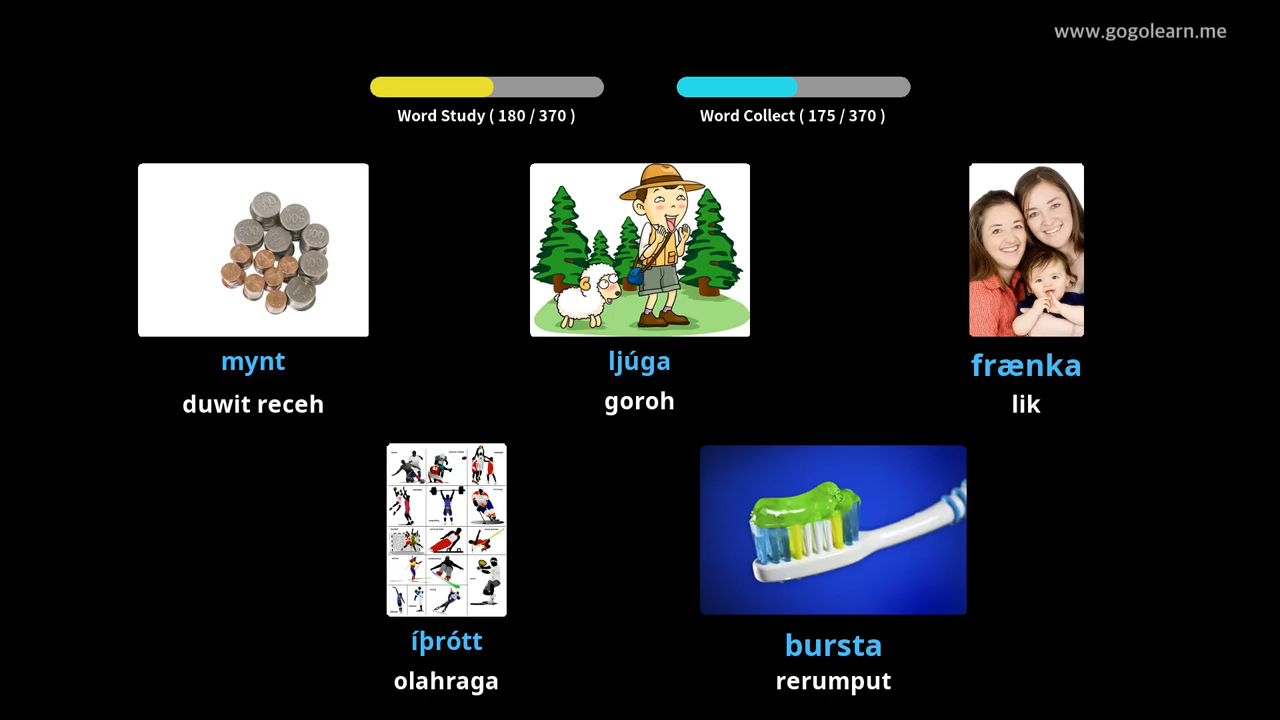 www.gogolearn.me
Word Study ( 180 / 370 )
Word Collect ( 175 / 370 )
mynt
duwit receh
ljúga
goroh
frænka
lik
íþrótt
olahraga
bursta
rerumput